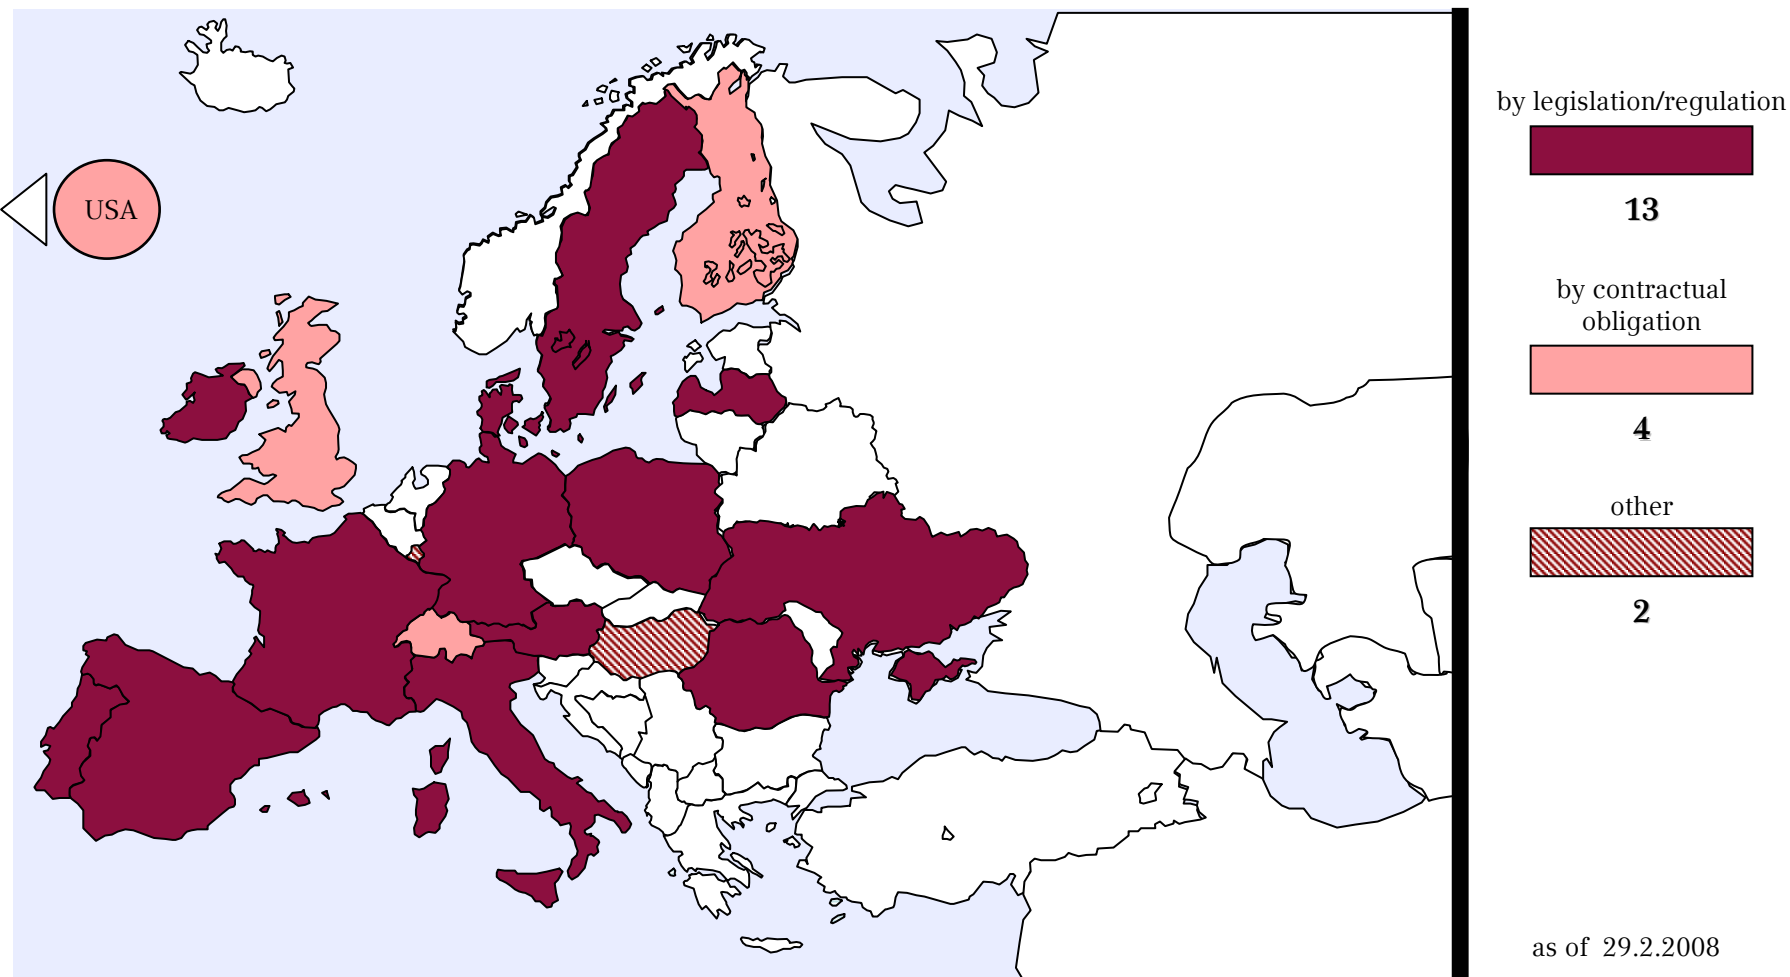 USA
by legislation/regulation
13
by contractual
obligation
4
other
2
as of 29.2.2008